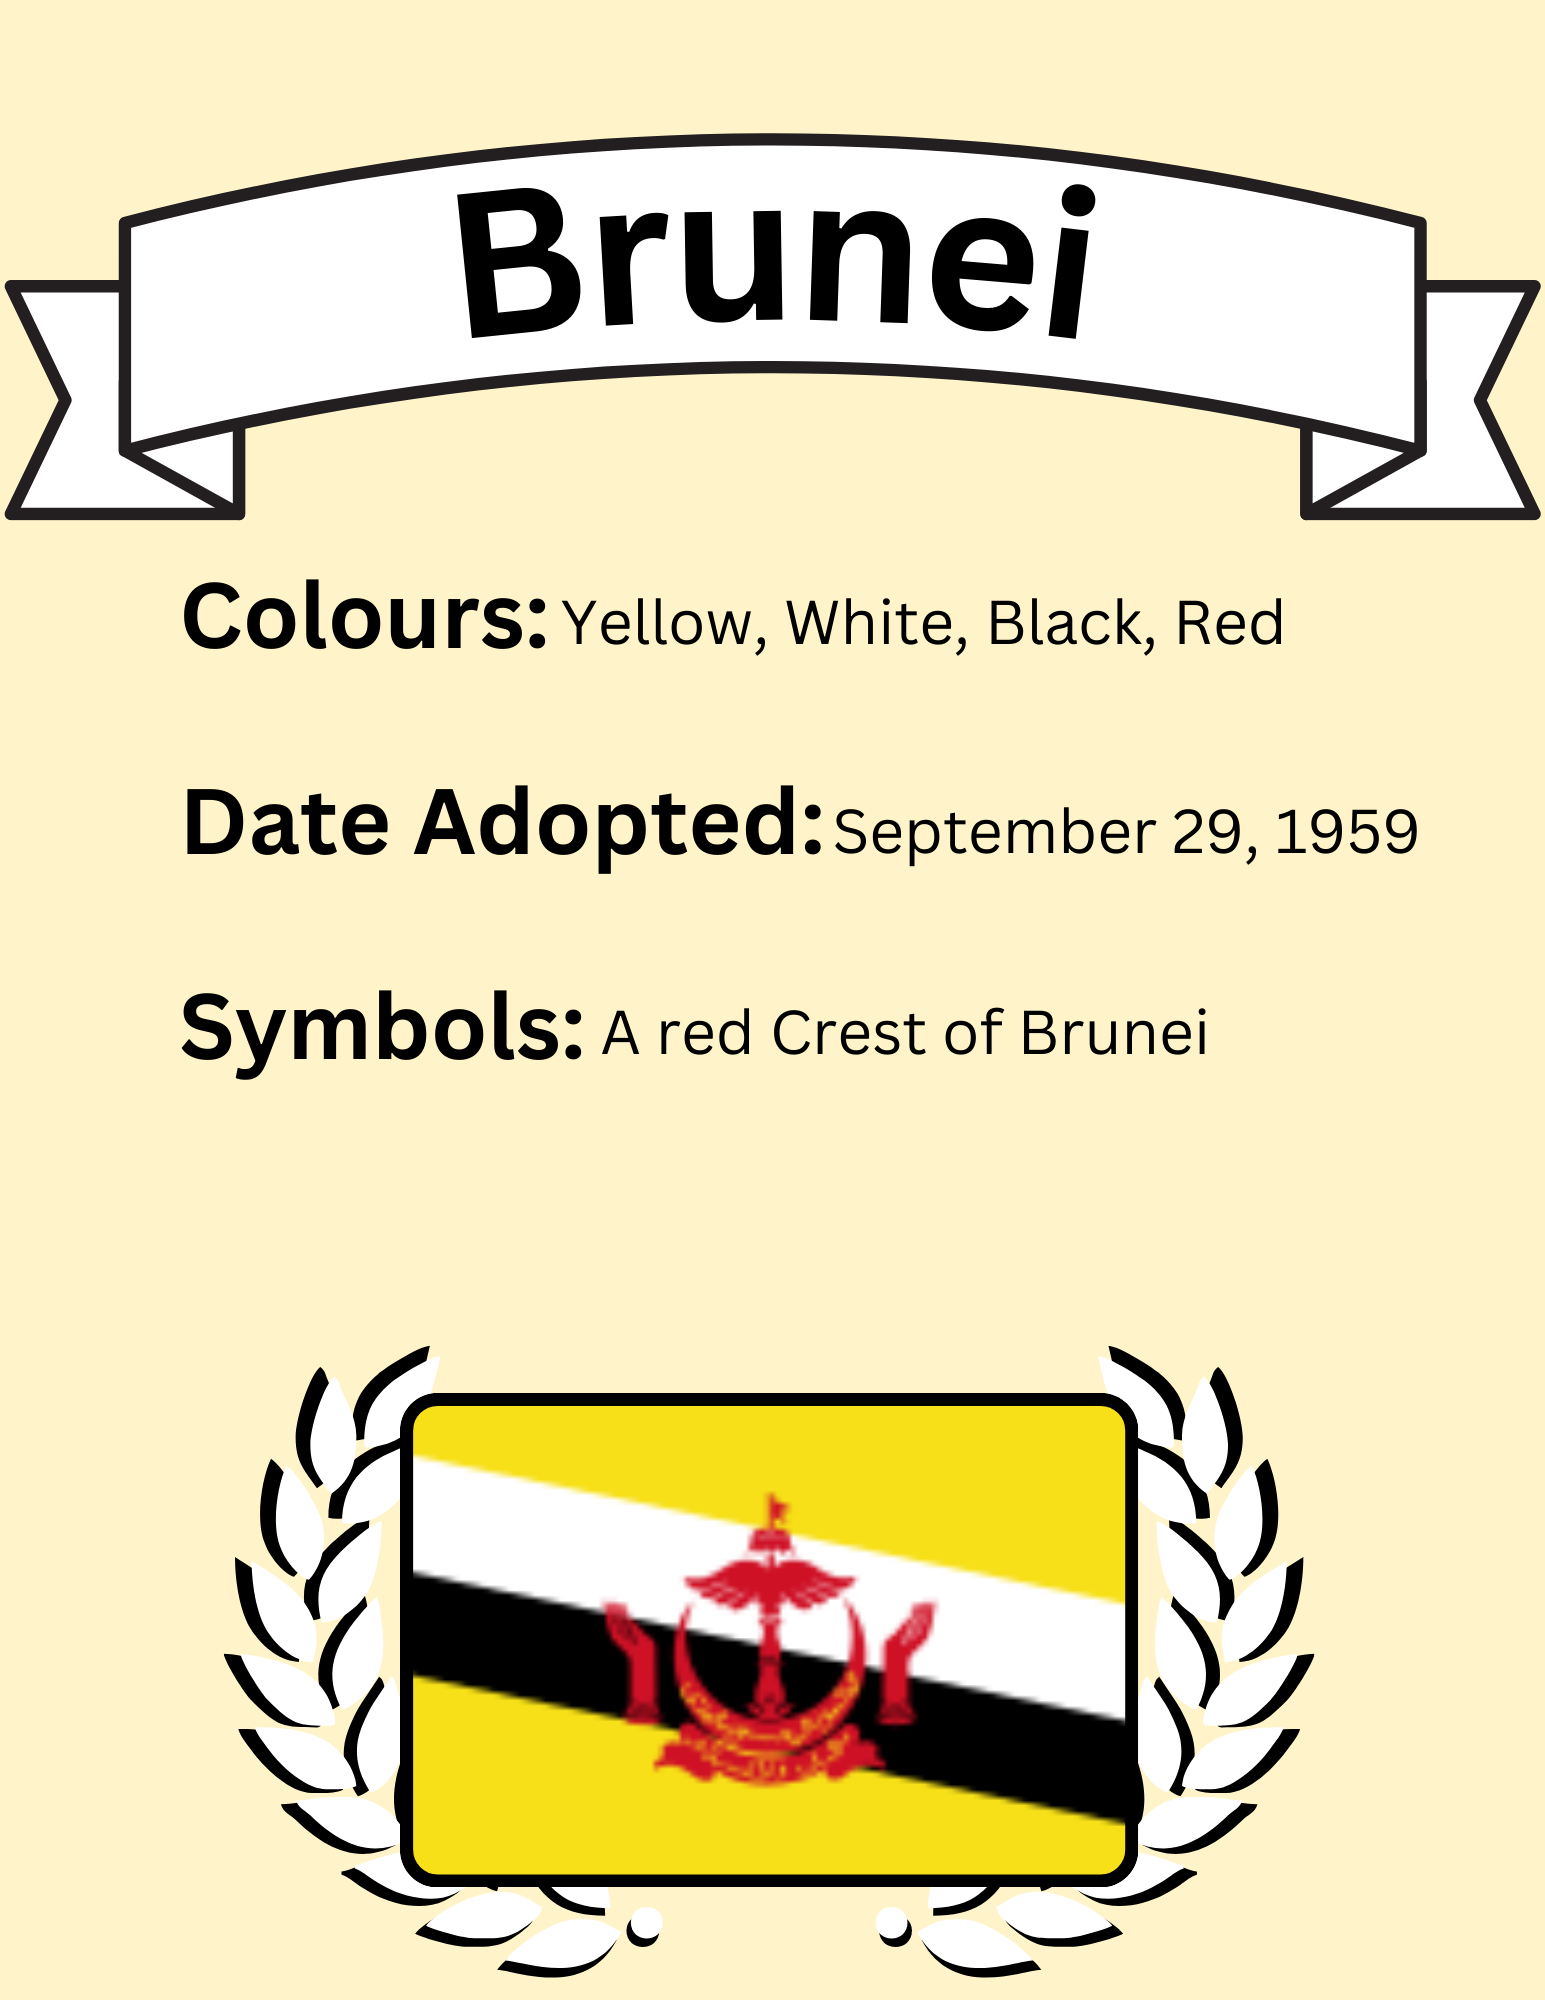 Brunei
Colours: Yellow, White, Black, Red
Date Adopted: September 29, 1959
Symbols: A red Crest of Brunei